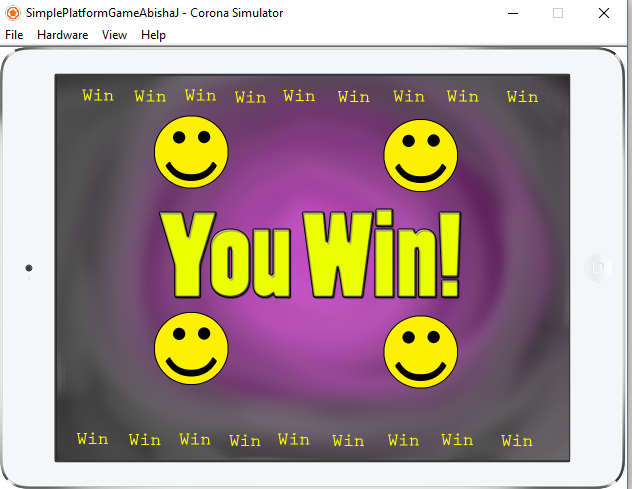 SimplePlatformGameAbishaJ - Corona Simulator
File Hardware View Help
Win Win Win Win Win Win Win Win Win
You Win!
Win Win Win Win Win Win Win Win Win